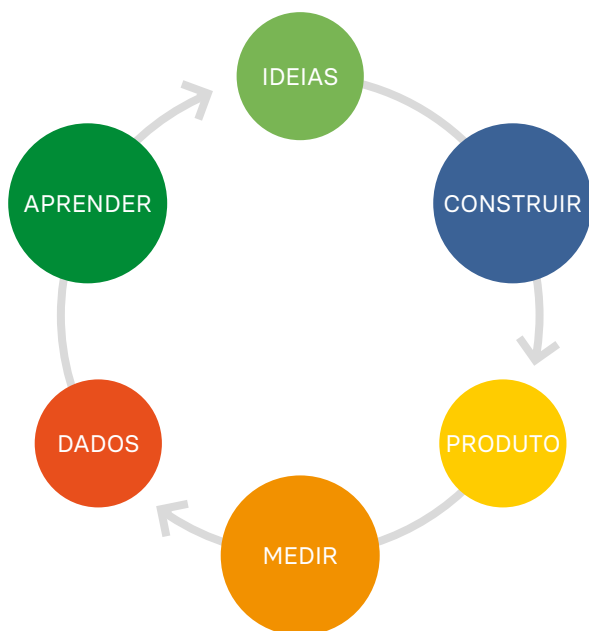 IDEIAS
CONSTRUIR
PRODUTO
MEDIR
DADOS
APRENDER